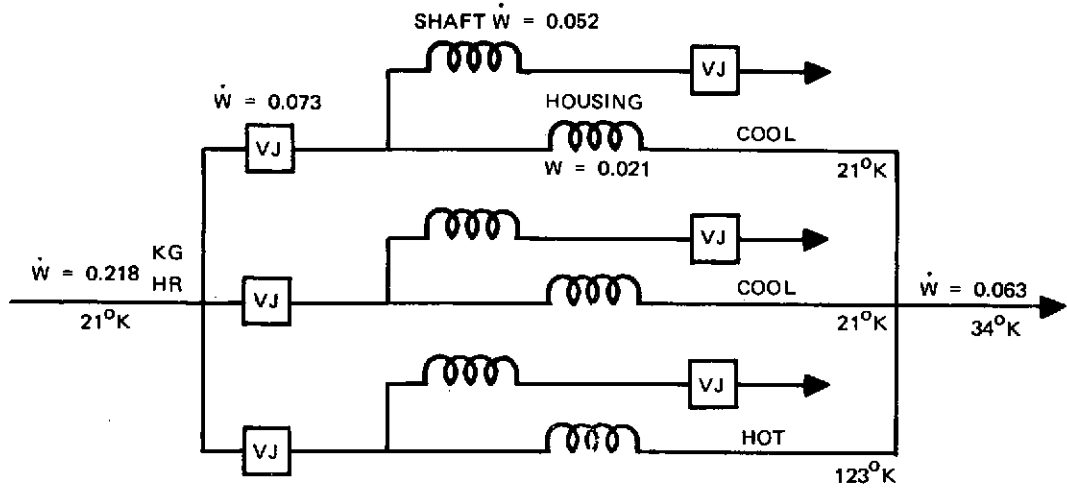 SHAFT Ẇ = 0.052
VJ
Ẇ = 0.073
HOUSING
VJ
COOL
W = 0.021
21°K
VJ
KG
HR
Ẇ = 0.218
VJ
COOL
Ẇ = 0.063
21°K
21°K
34°K
VJ
VJ
HOT
123°K